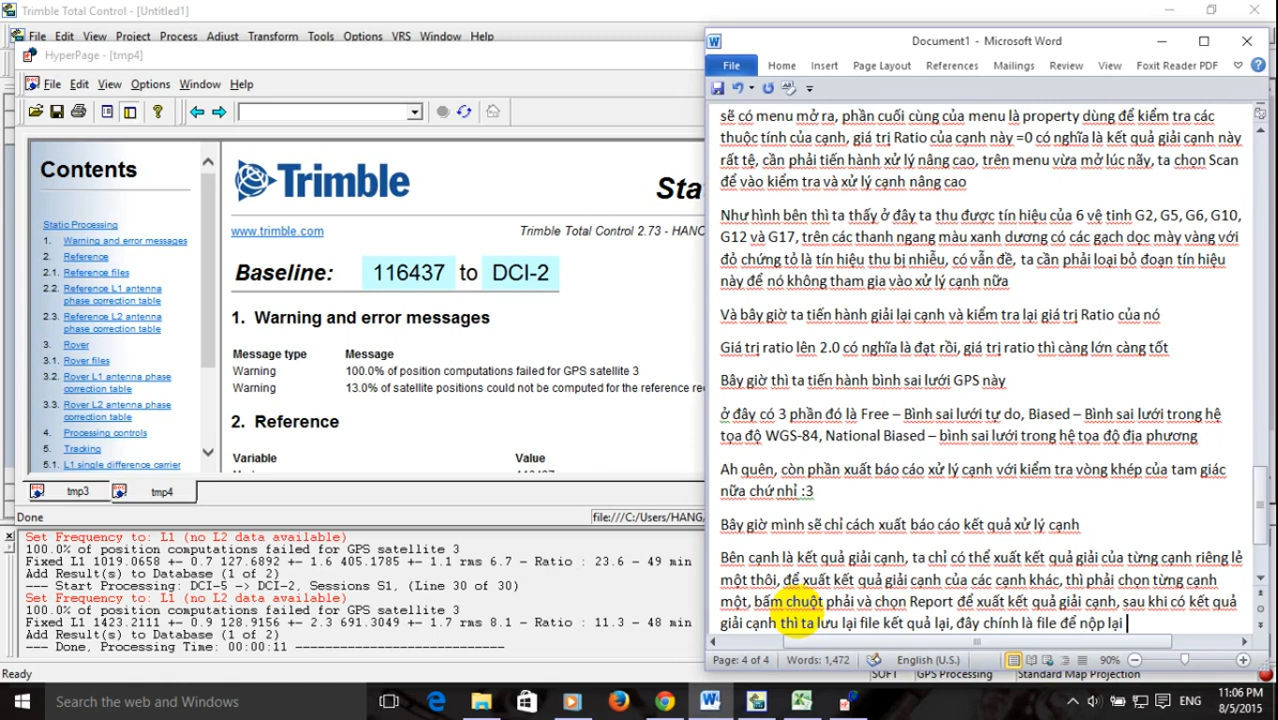 Trimble Total Control - [Untitled1]
File Edit View Project Process Adjust Transform Tools Options VRS Window Help
HyperPage - [tmp4]
File Edit View Options Window Help
Contents
Static Processing
1. Warning and error messages
2. Reference
2.1. Reference files
2.2. Reference L1 antenna
phase correction table
2.3. Reference L2 antenna
phase correction table
3. Rover
3.1. Rover files
3.2. Rover L1 antenna phase
correction table
3.3. Rover L2 antenna phase
correction table
4. Processing controls
5. Tracking
5.1. L1 single difference carrier
Trimble
Sta
www.trimble.com
Trimble Total Control 2.73 - HANG
Baseline: 116437 to DCI-2
1. Warning and error messages
Message type Message
Warning 100.0% of position computations failed for GPS satellite 3
Warning 13.0% of satellite positions could not be computed for the reference re
2. Reference
Variable Value
tmp3 tmp4
Done file:///C:/Users/HANG/
Set Frequency to: L1 (no L2 data available)
100.0% of position computations failed for GPS satellite 3
Fixed L1 1019.0658 +- 0.7 127.6892 +- 1.6 405.1785 +- 1.1 rms 6.7 - Ratio : 23.6 - 49 min
Add Result(s) to Database (1 of 2)
--- Start Processing: DCI-5 -> DCI-2, Sessions S1, (Line 30 of 30)
Set Frequency to: L1 (no L2 data available)
100.0% of position computations failed for GPS satellite 3
Fixed L1 1423.2111 +- 0.9 128.9156 +- 2.3 691.3049 +- 1.7 rms 8.1 - Ratio : 11.3 - 48 min
Add Result(s) to Database (1 of 2)
--- Done, Processing Time: 00:00:11 ---------------------------
Ready
Document1 - Microsoft Word
File Home Insert Page Layout References Mailings Review View Foxit Reader PDF
sẽ có menu mở ra, phần cuối cùng của menu là property dùng để kiểm tra các
thuộc tính của cạnh, giá trị Ratio của cạnh này =0 có nghĩa là kết quả giải cạnh này
rất tệ, cần phải tiến hành xử lý nâng cao, trên menu vừa mở lúc nãy, ta chọn Scan
để vào kiểm tra và xử lý cạnh nâng cao
Như hình bên thì ta thấy ở đây ta thu được tín hiệu của 6 vệ tinh G2, G5, G6, G10,
G12 và G17, trên các thanh ngang màu xanh dương có các gạch dọc mày vàng với
đỏ chứng tỏ là tín hiệu thu bị nhiễu, có vẫn đề, ta cần phải loại bỏ đoạn tín hiệu
này để nó không tham gia vào xử lý cạnh nữa
Và bây giờ ta tiến hành giải lại cạnh và kiểm tra lại giá trị Ratio của nó
Giá trị ratio lên 2.0 có nghĩa là đạt rồi, giá trị ratio thì càng lớn càng tốt
Bây giờ thì ta tiến hành bình sai lưới GPS này
ở đây có 3 phần đó là Free – Bình sai lưới tự do, Biased – Bình sai lưới trong hệ
tọa độ WGS-84, National Biased – bình sai lưới trong hệ tọa độ địa phương
Ah quên, còn phần xuất báo cáo xử lý cạnh với kiểm tra vòng khép của tam giác
nữa chứ nhỉ :3
Bây giờ mình sẽ chỉ cách xuất báo cáo kết quả xử lý cạnh
Bên cạnh là kết quả giải cạnh, ta chỉ có thể xuất kết quả giải của từng cạnh riêng lẻ
một thôi, để xuất kết quả giải cạnh của các cạnh khác, thì phải chọn từng cạnh
một, bấm chuột phải và chọn Report để xuất kết quả giải cạnh, sau khi có kết quả
giải cạnh thì ta lưu lại file kết quả lại, đây chính là file để nộp lại
Page: 4 of 4 Words: 1,472 English (U.S.) 90%
SOFT GPS Processing Standard Map Projection
Search the web and Windows
ENG
11:06 PM
8/5/2015